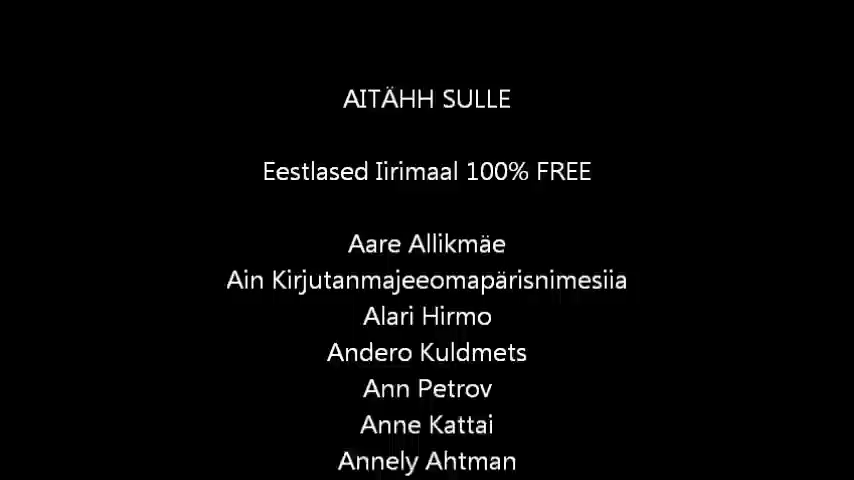 AITÄHH SULLE
Eestlased Iirimaal 100% FREE
Aare Allikmäe
Ain Kirjutanmajeeomapärisnimesiia
Alari Hirmo
Andero Kuldmets
Ann Petrov
Anne Kattai
Annely Ahtman